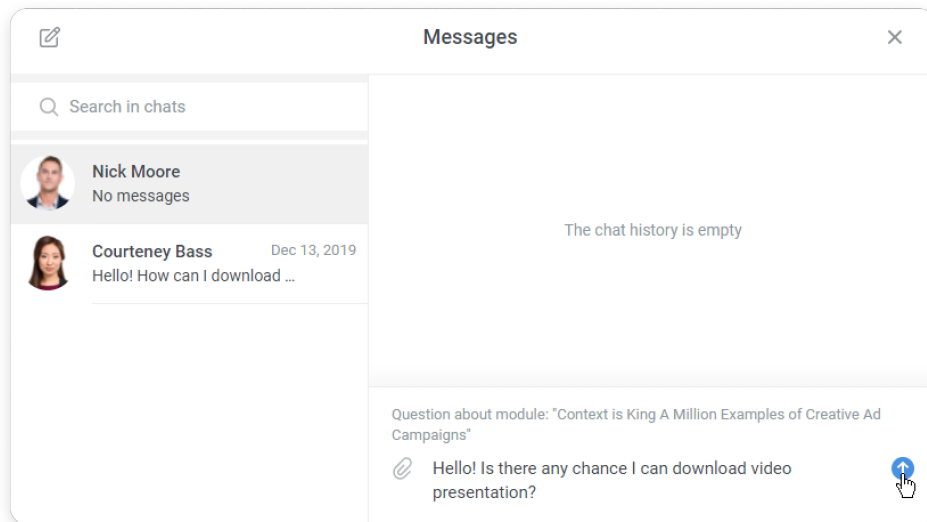 Messages
Search in chats
Nick Moore
No messages
Courteney Bass
Dec 13, 2019
Hello! How can I download ...
The chat history is empty
Question about module: "Context is King A Million Examples of Creative Ad
Campaigns"
Hello! Is there any chance I can download video
presentation?